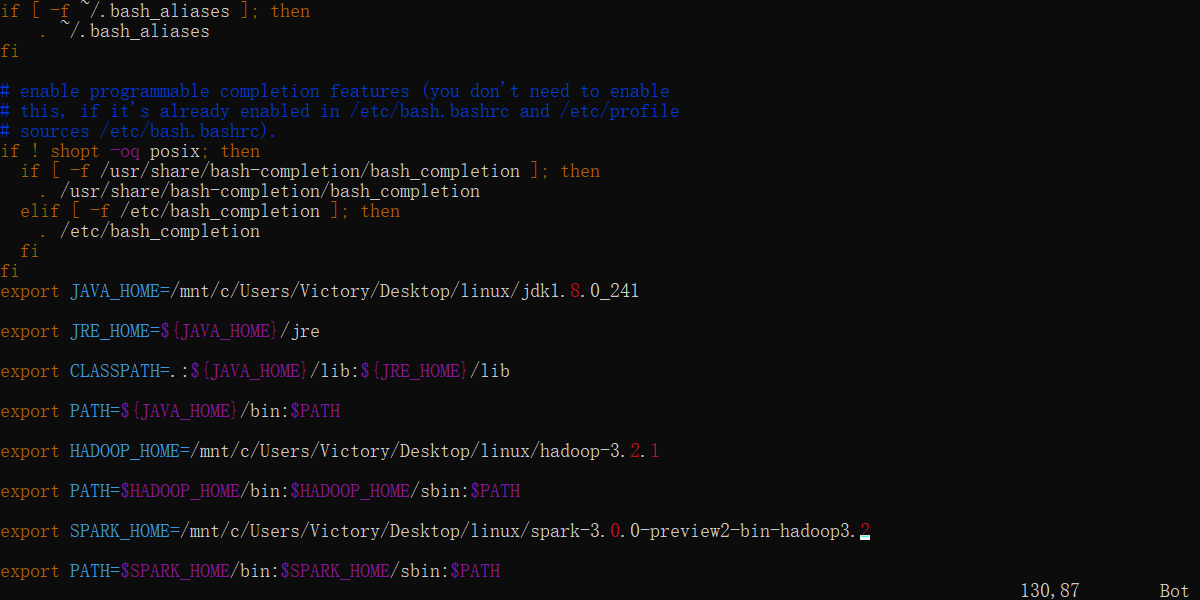 if [ -f ~/.bash_aliases ]; then
    . ~/.bash_aliases
fi

# enable programmable completion features (you don't need to enable
# this, if it's already enabled in /etc/bash.bashrc and /etc/profile
# sources /etc/bash.bashrc).
if ! shopt -oq posix; then
  if [ -f /usr/share/bash-completion/bash_completion ]; then
    . /usr/share/bash-completion/bash_completion
  elif [ -f /etc/bash_completion ]; then
    . /etc/bash_completion
  fi
fi
export JAVA_HOME=/mnt/c/Users/Victory/Desktop/linux/jdk1.8.0_241

export JRE_HOME=${JAVA_HOME}/jre

export CLASSPATH=.:${JAVA_HOME}/lib:${JRE_HOME}/lib

export PATH=${JAVA_HOME}/bin:$PATH

export HADOOP_HOME=/mnt/c/Users/Victory/Desktop/linux/hadoop-3.2.1

export PATH=$HADOOP_HOME/bin:$HADOOP_HOME/sbin:$PATH

export SPARK_HOME=/mnt/c/Users/Victory/Desktop/linux/spark-3.0.0-preview2-bin-hadoop3.2

export PATH=$SPARK_HOME/bin:$SPARK_HOME/sbin:$PATH
130,87 Bot